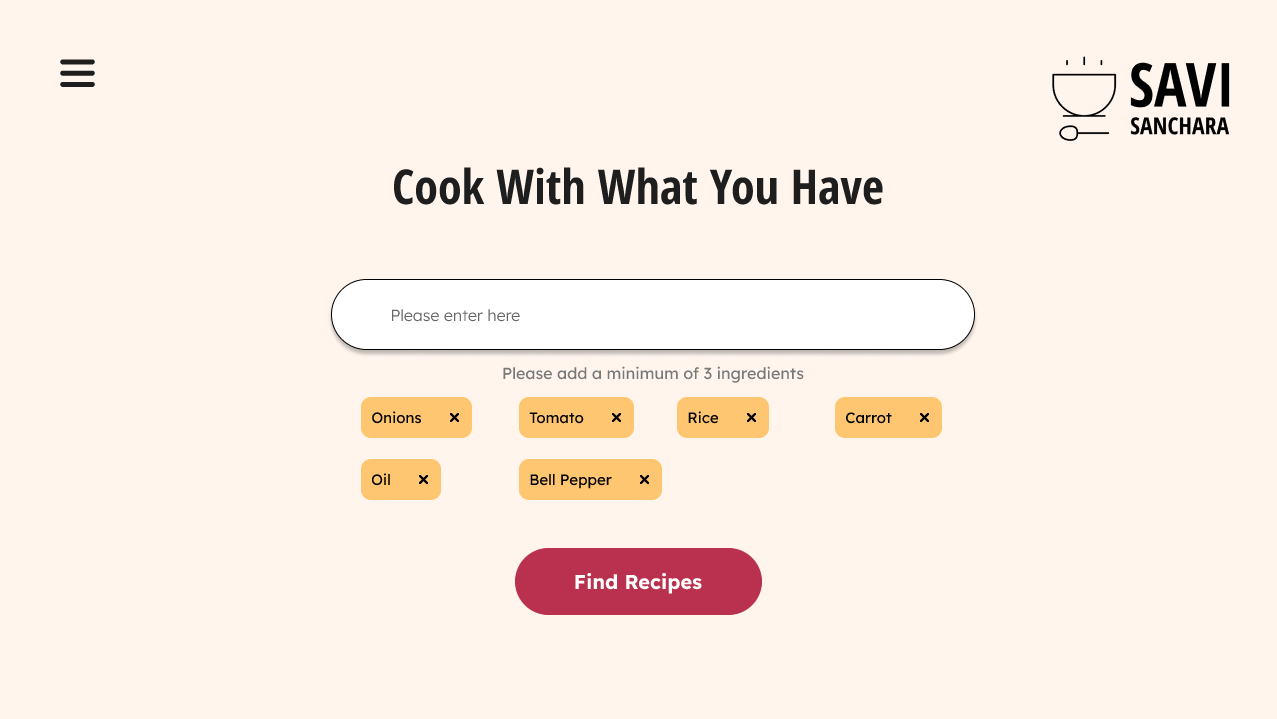 SAVI
SANCHARA
Cook With What You Have
Please enter here
Please add a minimum of 3 ingredients
Onions
Tomato
Rice
Carrot
Oil
Bell Pepper
Find Recipes